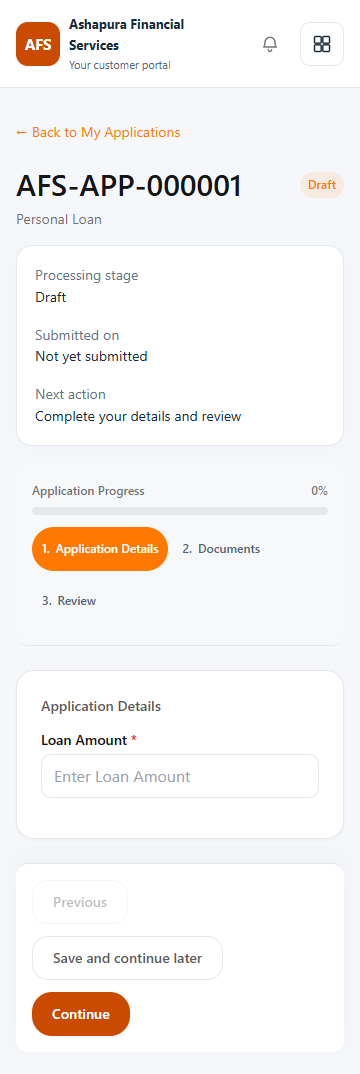 AFS
Ashapura Financial
Services
Your customer portal
← Back to My Applications
AFS-APP-000001
Draft
Personal Loan
Processing stage
Draft
Submitted on
Not yet submitted
Next action
Complete your details and review
Application Progress
0%
1. Application Details
2. Documents
3. Review
Application Details
Loan Amount *
Enter Loan Amount
Previous
Save and continue later
Continue